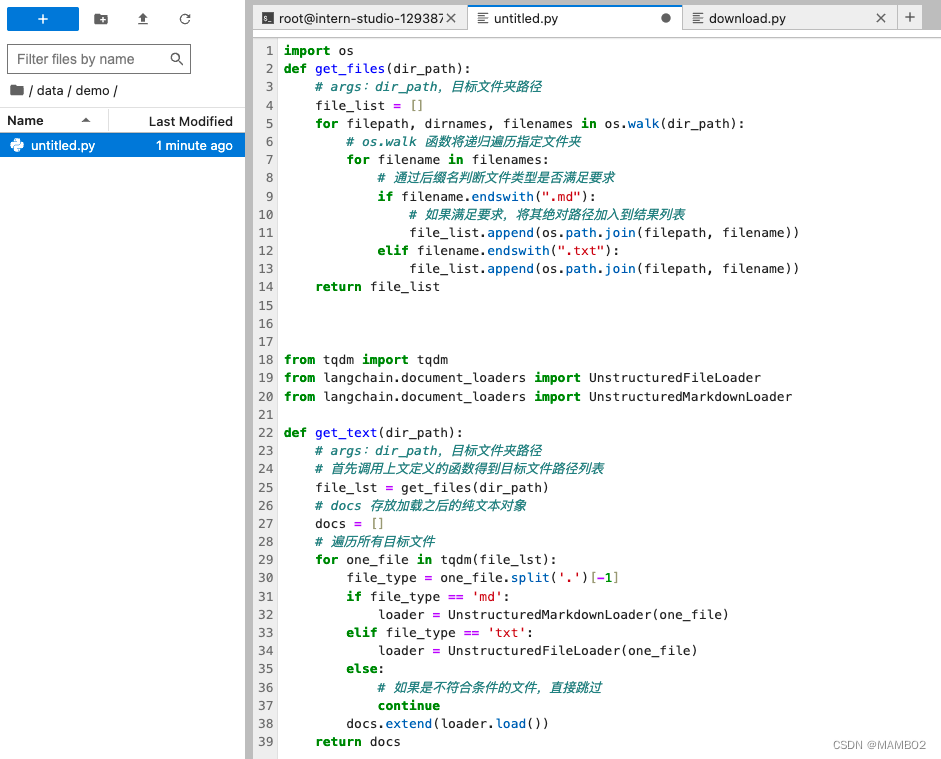 +
Filter files by name
/ data / demo /
Name Last Modified
untitled.py 1 minute ago
root@intern-studio-129387 untitled.py download.py +
1 import os
2 def get_files(dir_path):
3     # args：dir_path，目标文件夹路径
4     file_list = []
5     for filepath, dirnames, filenames in os.walk(dir_path):
6         # os.walk 函数将递归遍历指定文件夹
7         for filename in filenames:
8             # 通过后缀名判断文件类型是否满足要求
9             if filename.endswith(".md"):
10                 # 如果满足要求，将其绝对路径加入到结果列表
11                 file_list.append(os.path.join(filepath, filename))
12             elif filename.endswith(".txt"):
13                 file_list.append(os.path.join(filepath, filename))
14     return file_list
15
16
17
18 from tqdm import tqdm
19 from langchain.document_loaders import UnstructuredFileLoader
20 from langchain.document_loaders import UnstructuredMarkdownLoader
21
22 def get_text(dir_path):
23     # args：dir_path，目标文件夹路径
24     # 首先调用上文定义的函数得到目标文件路径列表
25     file_lst = get_files(dir_path)
26     # docs 存放加载之后的纯文本对象
27     docs = []
28     # 遍历所有目标文件
29     for one_file in tqdm(file_lst):
30         file_type = one_file.split('.')[-1]
31         if file_type == 'md':
32             loader = UnstructuredMarkdownLoader(one_file)
33         elif file_type == 'txt':
34             loader = UnstructuredFileLoader(one_file)
35         else:
36             # 如果是不符合条件的文件，直接跳过
37             continue
38         docs.extend(loader.load())
39     return docs
CSDN @MAMBO2